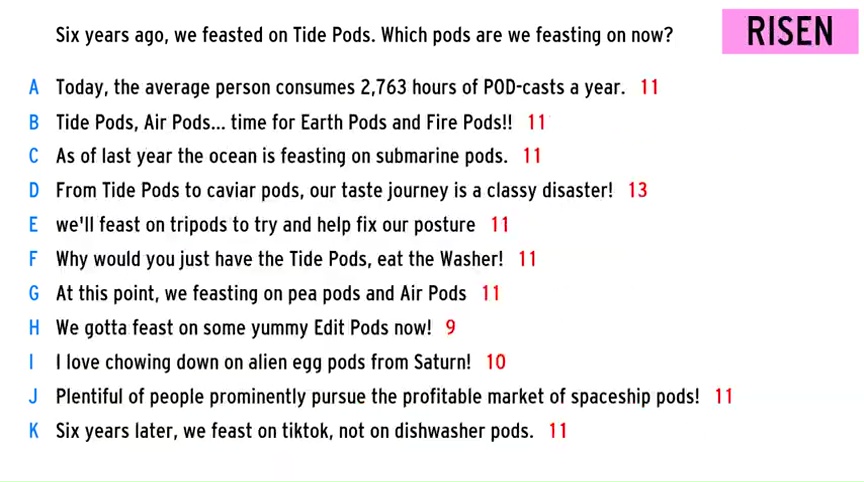 Six years ago, we feasted on Tide Pods. Which pods are we feasting on now?
RISEN
A Today, the average person consumes 2,763 hours of POD-casts a year. 11
B Tide Pods, Air Pods... time for Earth Pods and Fire Pods!! 11
C As of last year the ocean is feasting on submarine pods. 11
D From Tide Pods to caviar pods, our taste journey is a classy disaster! 13
E we'll feast on tripods to try and help fix our posture 11
F Why would you just have the Tide Pods, eat the Washer! 11
G At this point, we feasting on pea pods and Air Pods 11
H We gotta feast on some yummy Edit Pods now! 9
I I love chowing down on alien egg pods from Saturn! 10
J Plentiful of people prominently pursue the profitable market of spaceship pods! 11
K Six years later, we feast on tiktok, not on dishwasher pods. 11